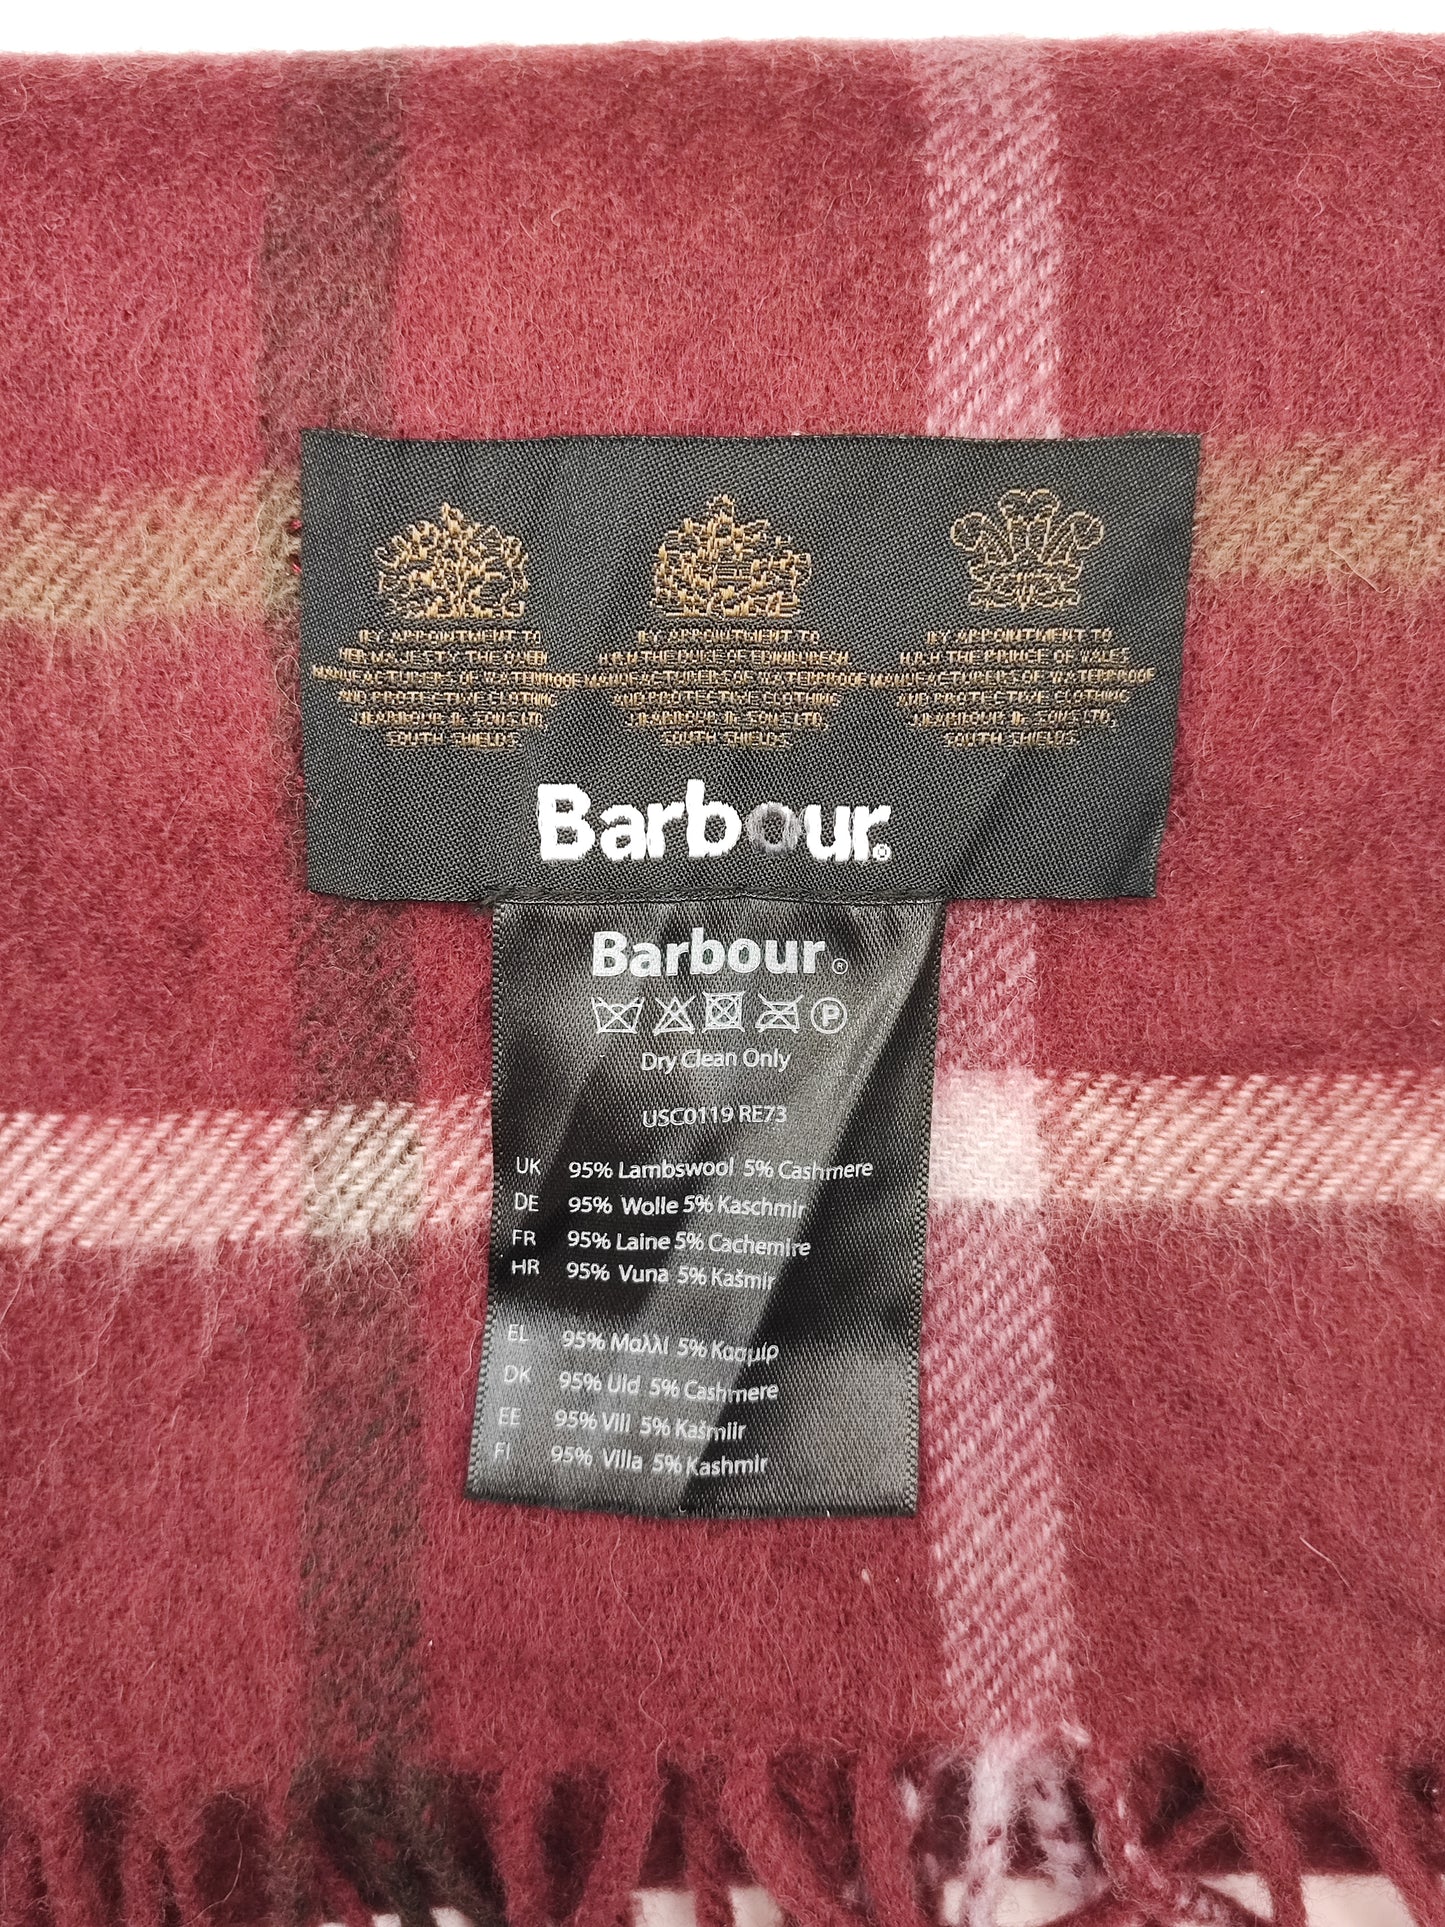 BY APPOINTMENT TO
HER MAJESTY THE QUEEN
MANUFACTURERS OF WATERPROOF
AND PROTECTIVE CLOTHING
J.BARBOUR & SONS LTD.
SOUTH SHIELDS
BY APPOINTMENT TO
H.R.H THE DUKE OF EDINBURGH
MANUFACTURERS OF WATERPROOF
AND PROTECTIVE CLOTHING
J.BARBOUR & SONS LTD.
SOUTH SHIELDS
BY APPOINTMENT TO
H.R.H THE PRINCE OF WALES
MANUFACTURERS OF WATERPROOF
AND PROTECTIVE CLOTHING
J.BARBOUR & SONS LTD.
SOUTH SHIELDS
Barbour®
Barbour®
P
Dry Clean Only
USC0119 RE73
UK 95% Lambswool 5% Cashmere
DE 95% Wolle 5% Kaschmir
FR 95% Laine 5% Cachemire
HR 95% Vuna 5% Kašmir
EL 95% Μαλλί 5% Κασμίρ
DK 95% Uld 5% Cashmere
EE 95% Vill 5% Kašmiir
FI 95% Villa 5% Kashmir